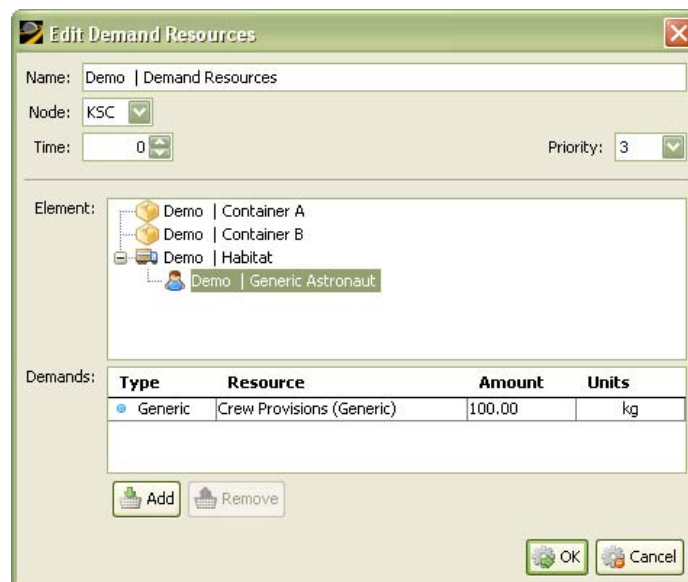 Edit Demand Resources
Name: Demo | Demand Resources
Node: KSC
Time: 0 Priority: 3
Element: Demo | Container A
Demo | Container B
Demo | Habitat
Demo | Generic Astronaut
Demands: Type Resource Amount Units
Generic Crew Provisions (Generic) 100.00 kg
Add Remove
OK Cancel